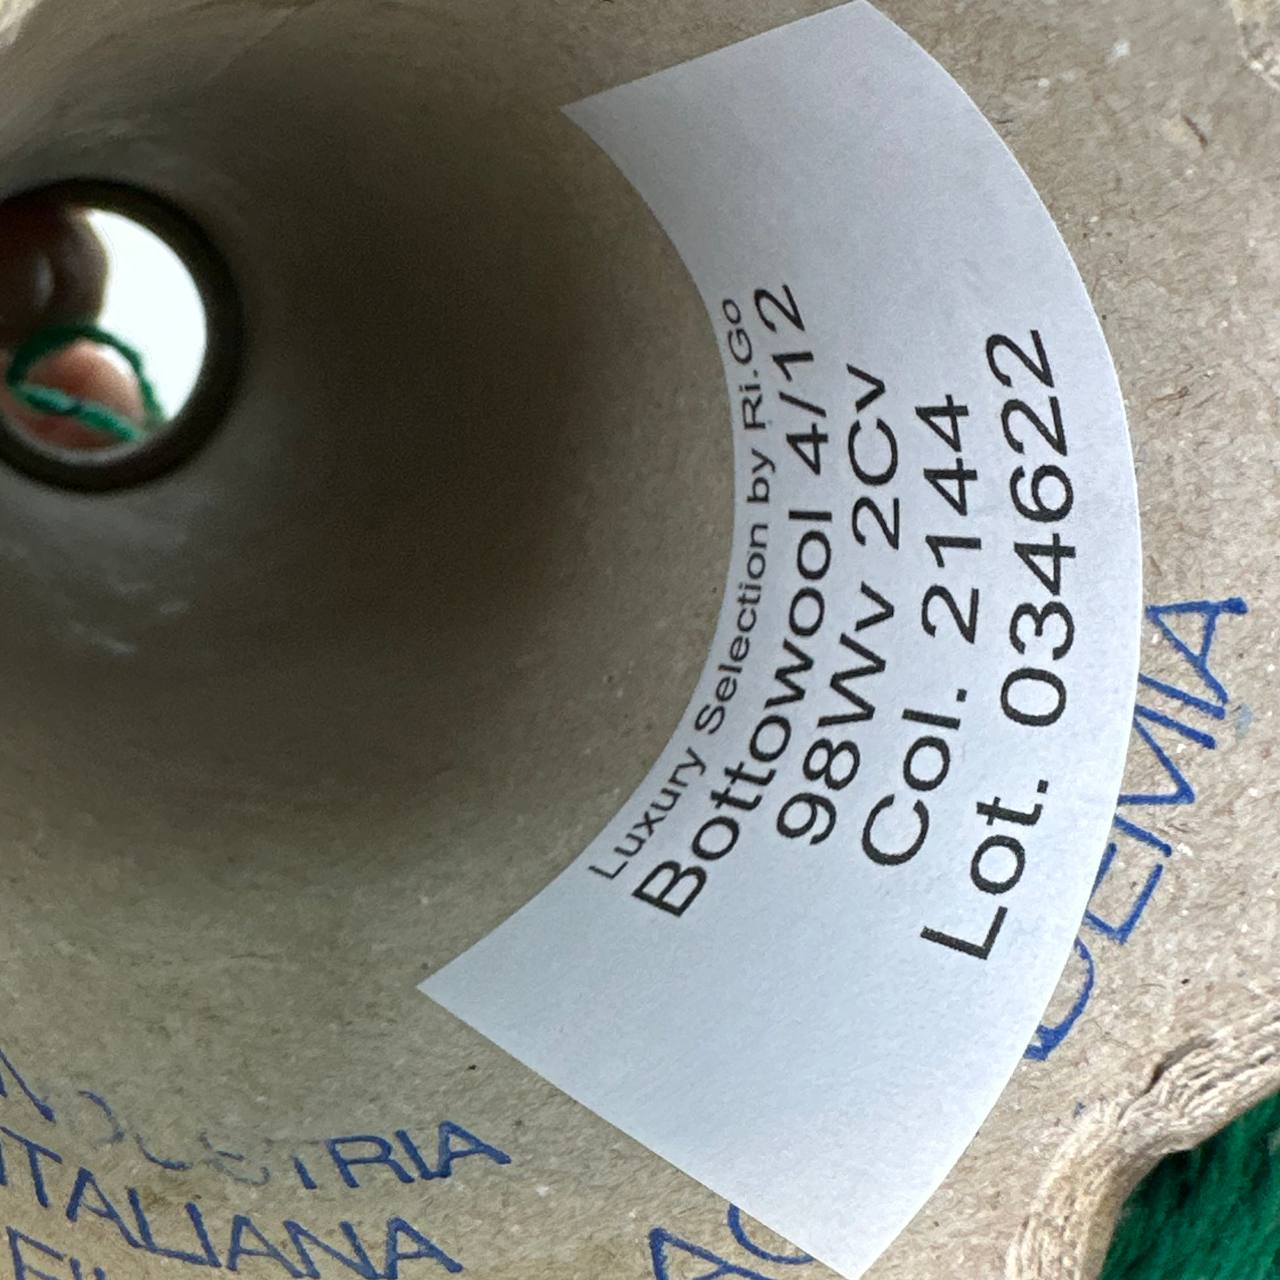 Luxury Selection by Ri.Go
Bottowool 4/12
98Wv 2Cv
Col. 2144
Lot. 034622
ITALIANA